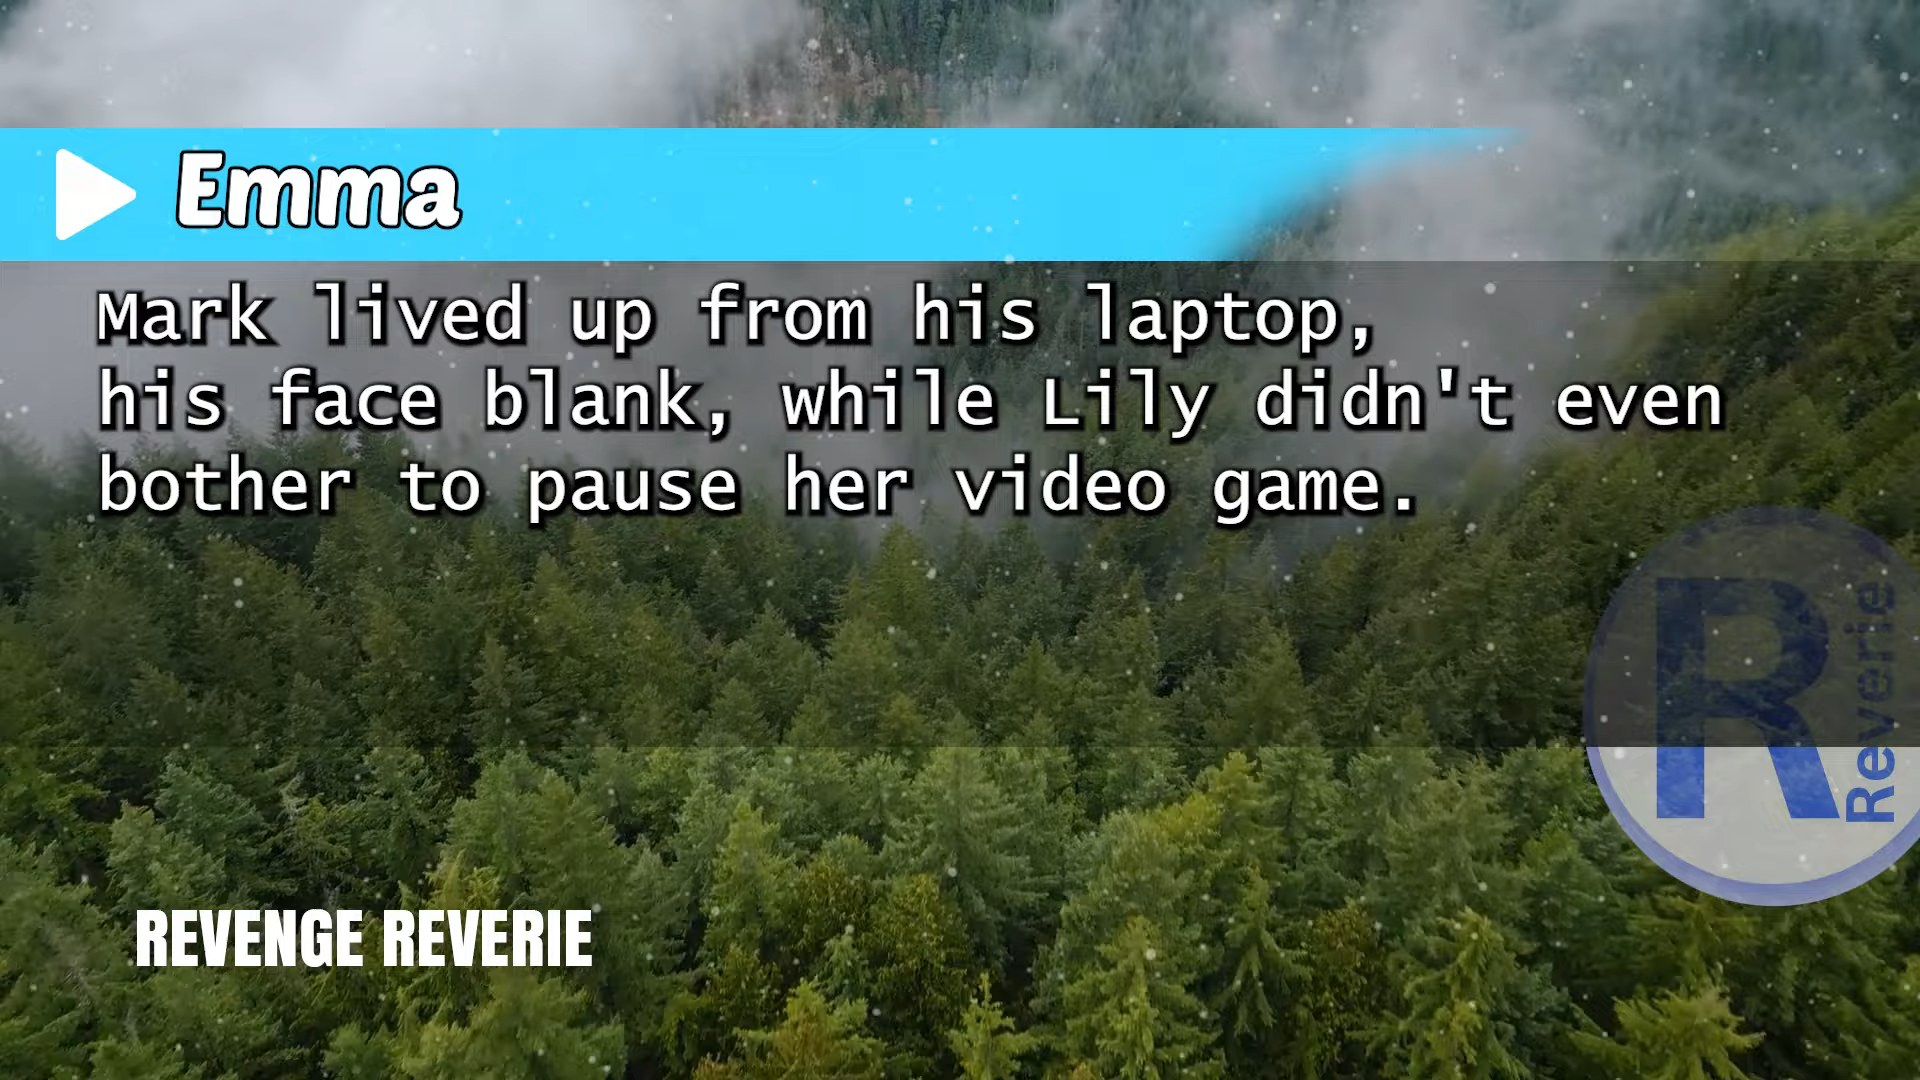 Emma
Mark lived up from his laptop,
his face blank, while Lily didn't even
bother to pause her video game.
R
Reverie
REVENGE REVERIE